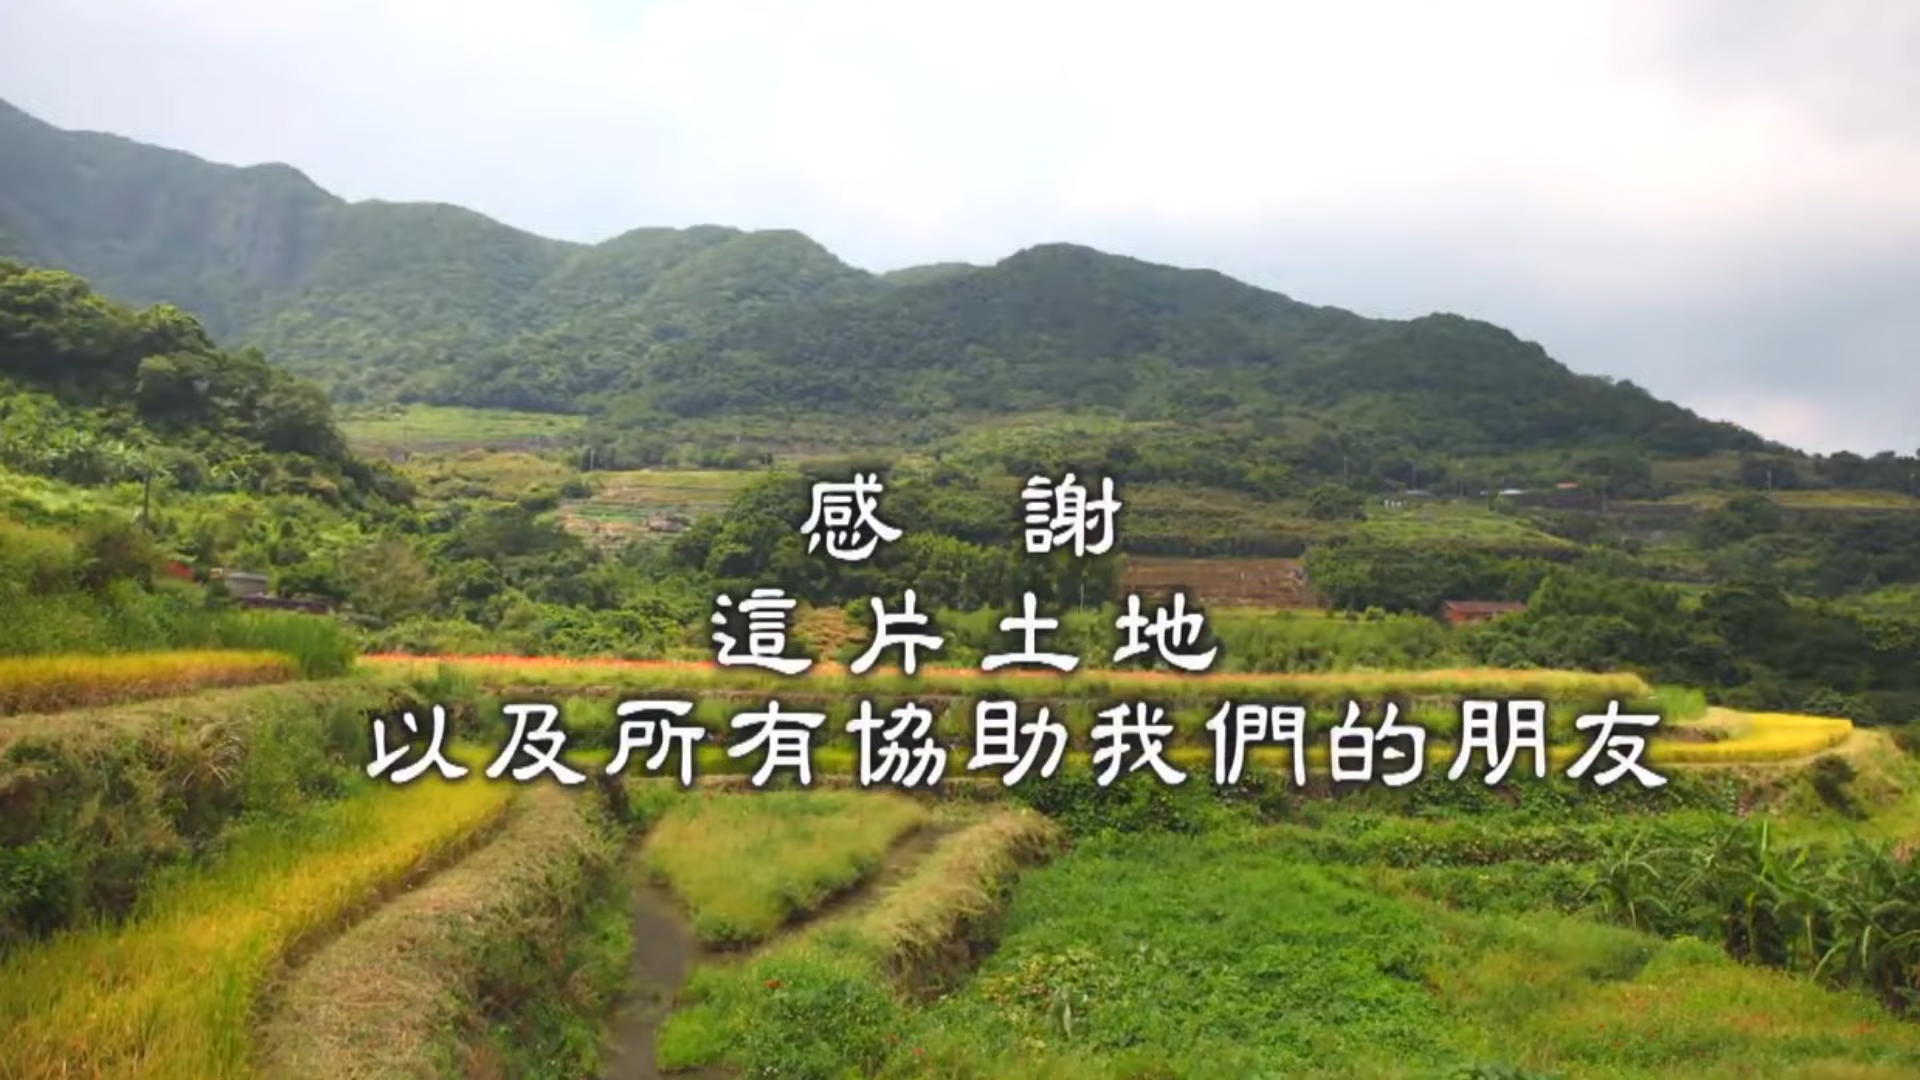 感 謝
這片土地
以及所有協助我們的朋友